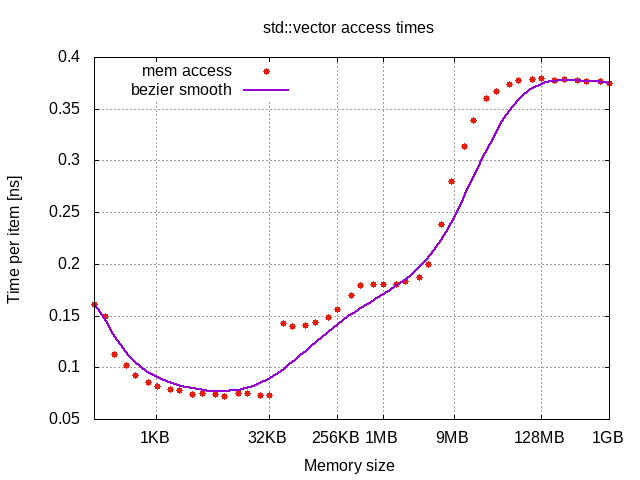 std::vector access times
mem access
bezier smooth
0.4
0.35
0.3
0.25
0.2
0.15
0.1
0.05
Time per item [ns]
1KB 32KB 256KB 1MB 9MB 128MB 1GB
Memory size